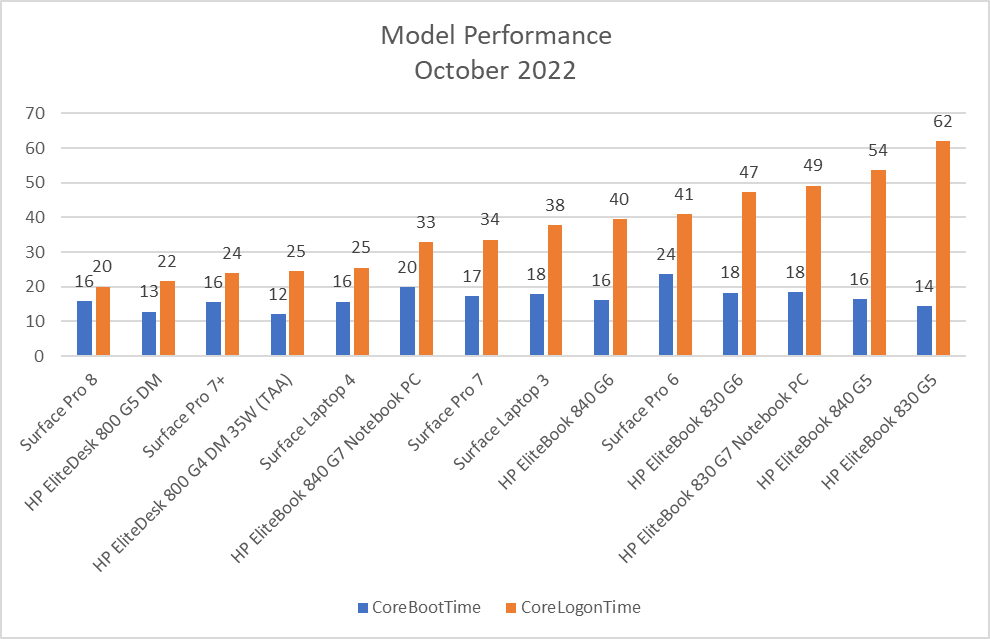 Model Performance
October 2022
70
60
50
40
30
20
10
0
16 20
13 22
16 24
12 25
16 25
20 33
17 34
18 38
16 40
24 41
18 47
18 49
16 54
14 62
Surface Pro 8
HP EliteDesk 800 G5 DM
Surface Pro 7+
HP EliteDesk 800 G4 DM 35W (TAA)
Surface Laptop 4
HP EliteBook 840 G7 Notebook PC
Surface Pro 7
Surface Laptop 3
HP EliteBook 840 G6
Surface Pro 6
HP EliteBook 830 G6
HP EliteBook 830 G7 Notebook PC
HP EliteBook 840 G5
HP EliteBook 830 G5
CoreBootTime CoreLogonTime